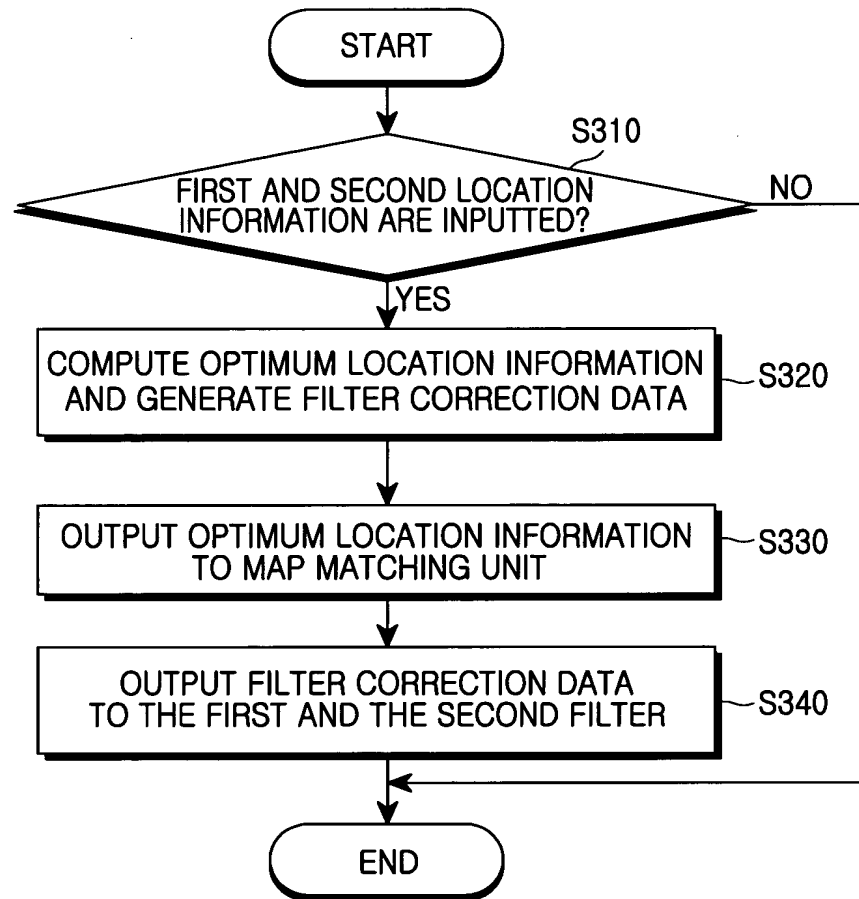 START
S310
FIRST AND SECOND LOCATION
INFORMATION ARE INPUTTED?
NO
YES
COMPUTE OPTIMUM LOCATION INFORMATION
AND GENERATE FILTER CORRECTION DATA
S320
OUTPUT OPTIMUM LOCATION INFORMATION
TO MAP MATCHING UNIT
S330
OUTPUT FILTER CORRECTION DATA
TO THE FIRST AND THE SECOND FILTER
S340
END